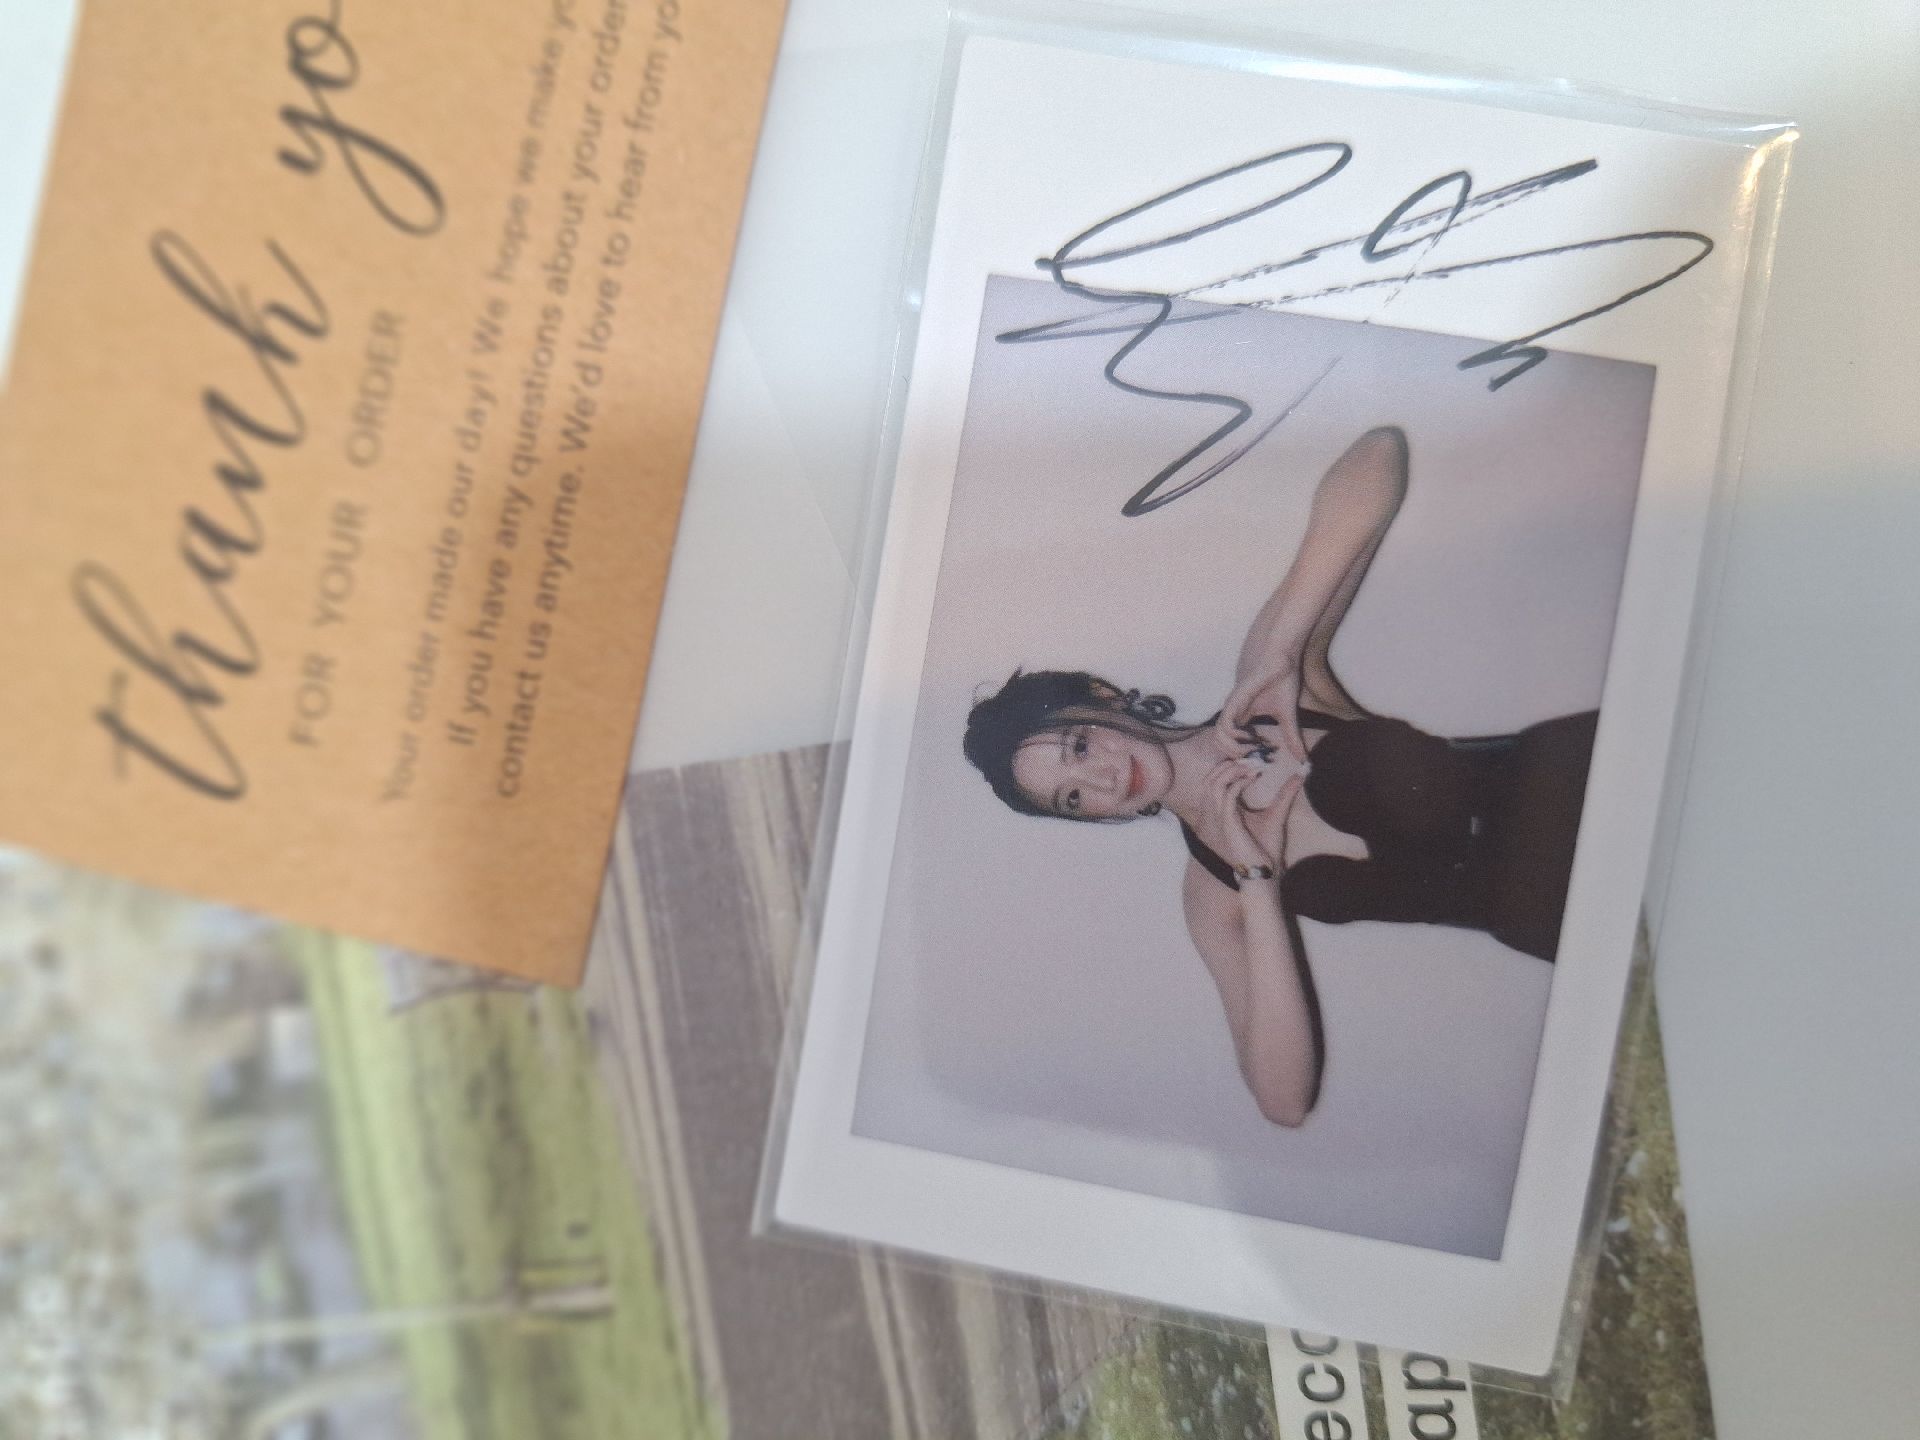 thank yo
FOR YOUR ORDER
Your order made our day! We hope we make yo
If you have any questions about your order
contact us anytime. We'd love to hear from yo
eco
ap